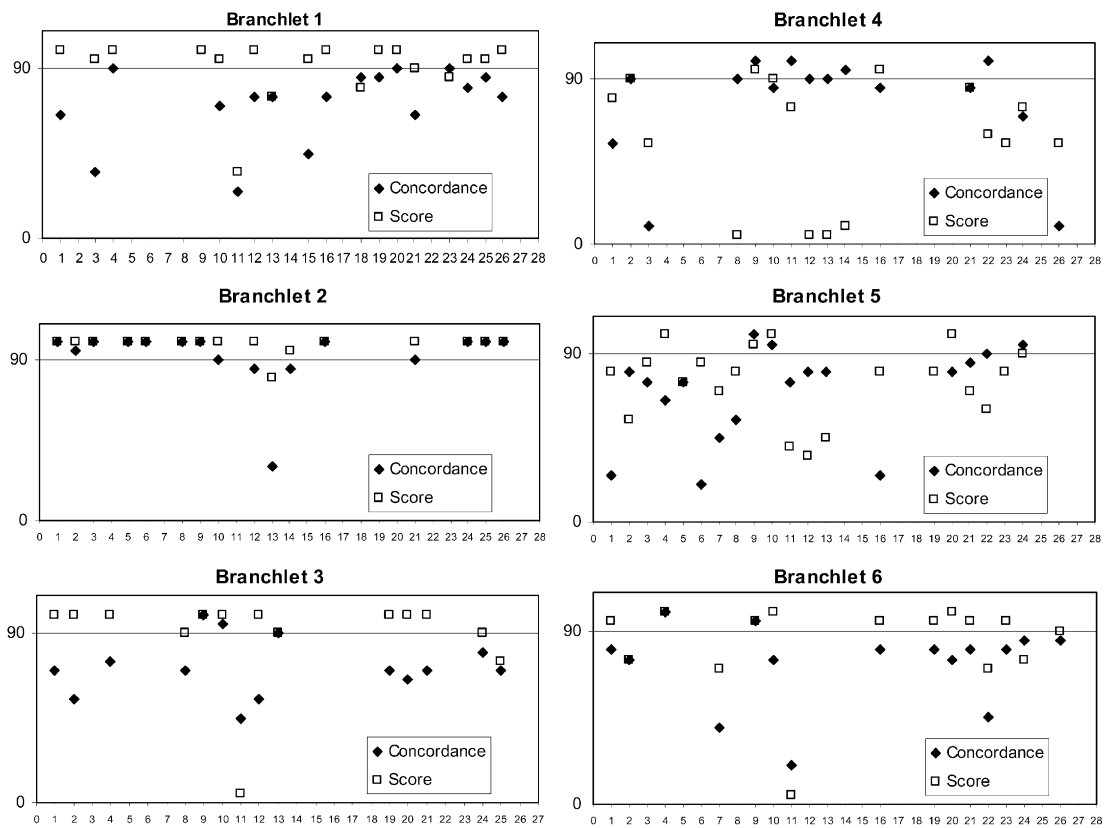 Branchlet 1
90
0
0 1 1 3 4 5 7 7 7 9 10 11 12 13 13 15 16 17 18 19 20 21 21 23 24 25 26 27 28
Concordance
Score
Branchlet 2
90
0
0 1 2 3 3 5 6 7 8 9 10 11 12 13 14 15 16 17 17 19 20 21 22 23 24 25 26 27 28
Concordance
Score
Branchlet 3
90
0
0 1 2 3 4 5 6 7 8 9 10 11 12 13 14 15 15 17 18 19 20 21 22 23 24 25 26 27
Concordance
Score
Branchlet 4
90
0
0 1 2 3 4 5 6 7 8 9 10 11 12 13 14 15 16 17 18 19 20 21 22 23 24 25 26 27 28
Concordance
Score
Branchlet 5
90
0
0 1 2 3 4 5 6 7 8 9 10 11 12 13 14 15 16 17 18 19 20 21 22 23 24 25 26 27 28
Concordance
Score
Branchlet 6
90
0
0 1 2 3 4 5 6 7 8 9 10 11 12 13 14 15 16 17 18 19 20 21 22 23 24 25 26 27 28
Concordance
Score